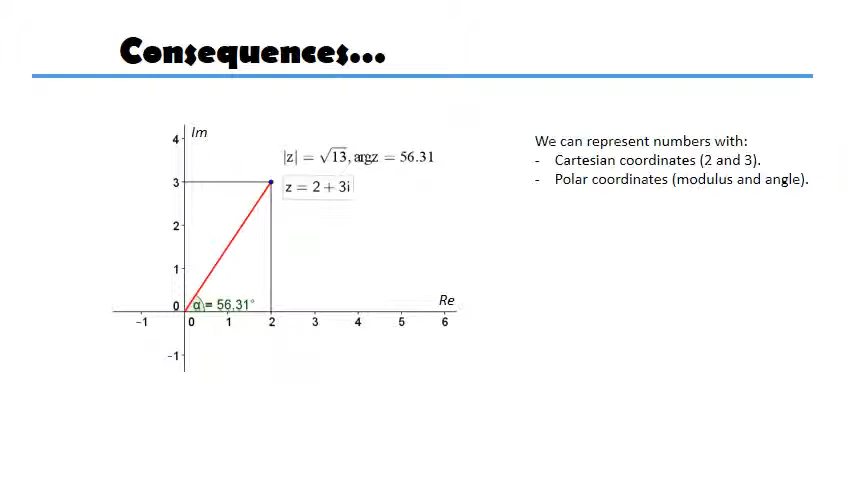 Consequences...
Im
4
|z| = √13, argz = 56.31
3
z = 2 + 3i
2
1
0
α = 56.31°
Re
−1 0 1 2 3 4 5 6
−1
We can represent numbers with:
- Cartesian coordinates (2 and 3).
- Polar coordinates (modulus and angle).